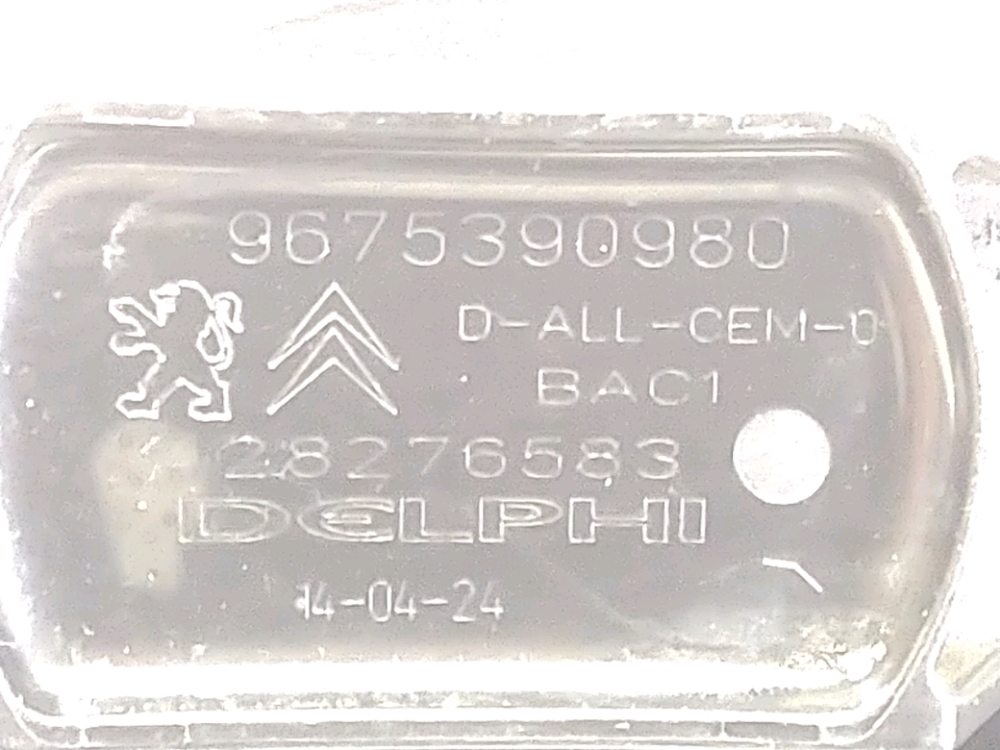 9675390980
D-ALL-CEM-0
BAC1
28276583
DELPHI
14-04-24